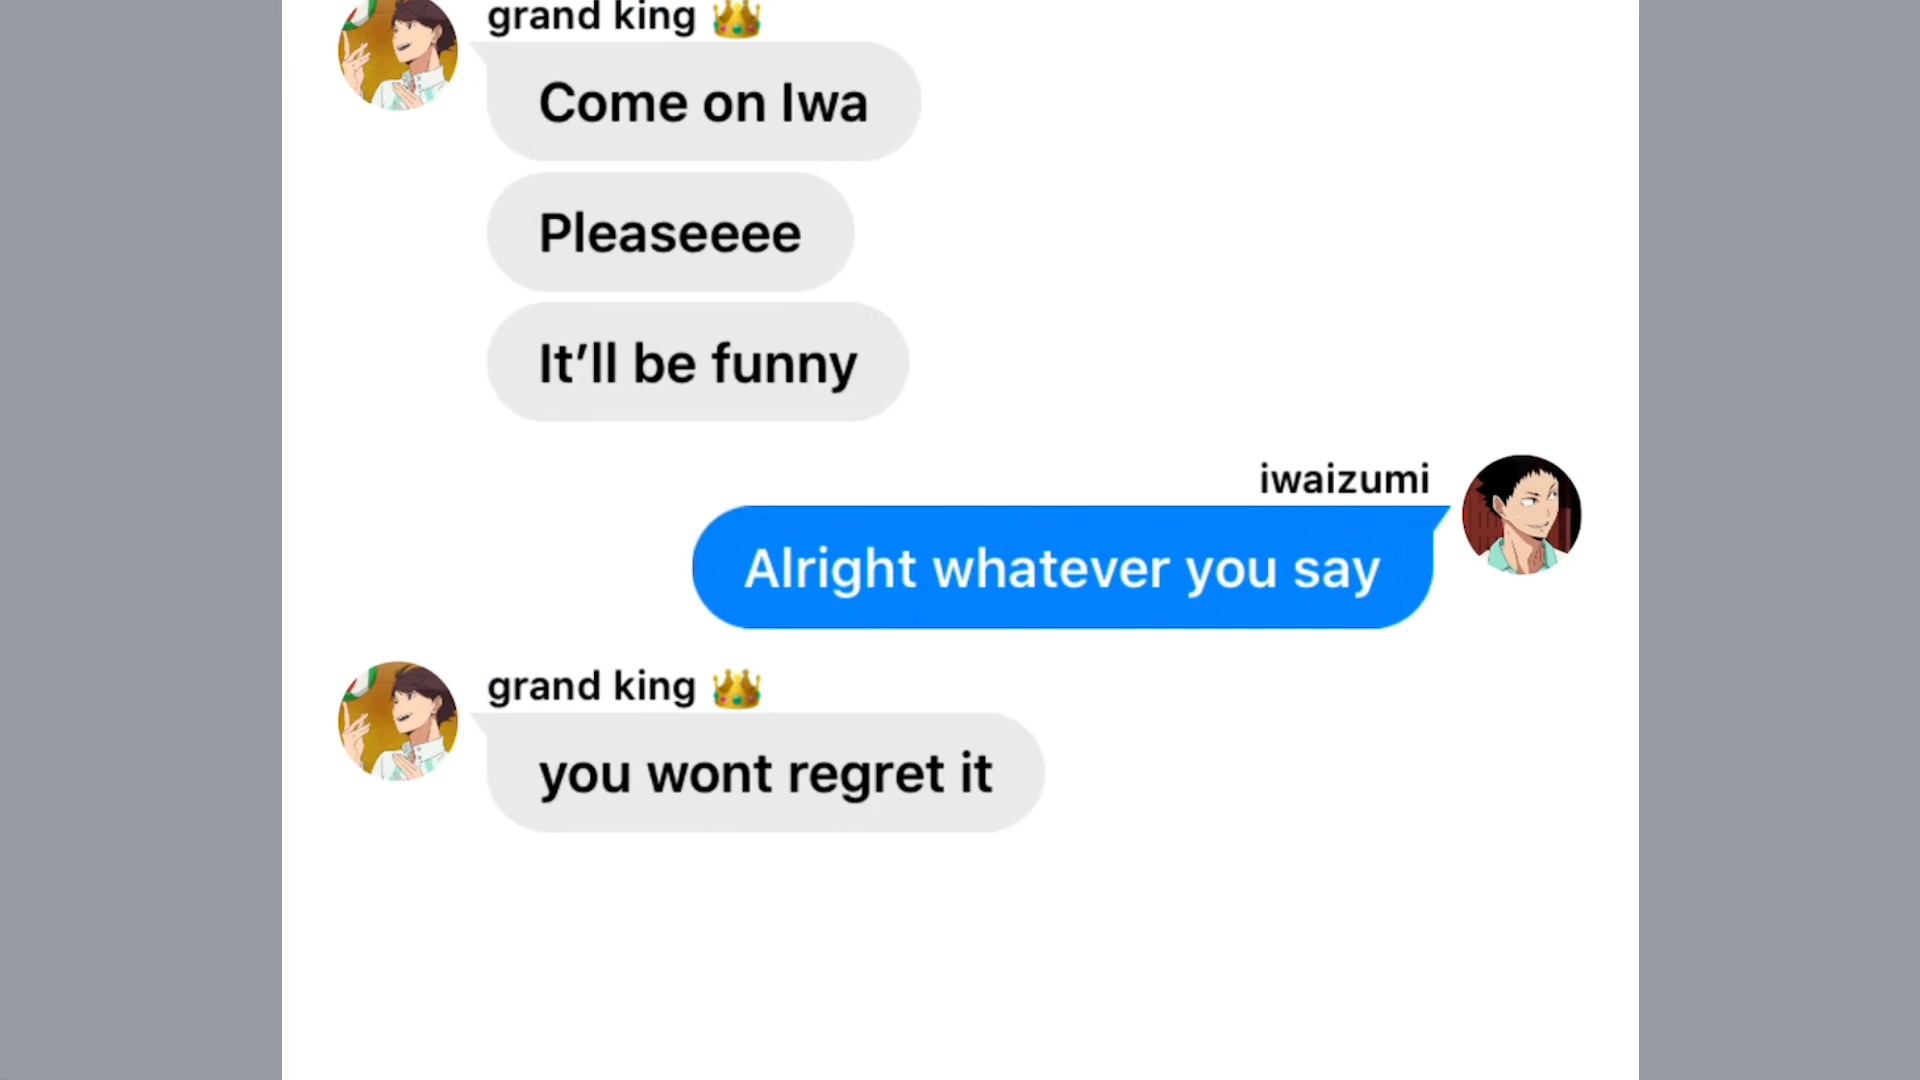 grand king 👑
Come on Iwa
Pleaseeee
It’ll be funny
iwaizumi
Alright whatever you say
grand king 👑
you wont regret it